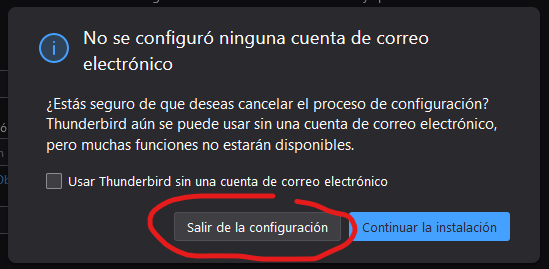 No se configuró ninguna cuenta de correo
electrónico
¿Estás seguro de que deseas cancelar el proceso de configuración?
Thunderbird aún se puede usar sin una cuenta de correo electrónico,
pero muchas funciones no estarán disponibles.
Usar Thunderbird sin una cuenta de correo electrónico
Salir de la configuración
Continuar la instalación